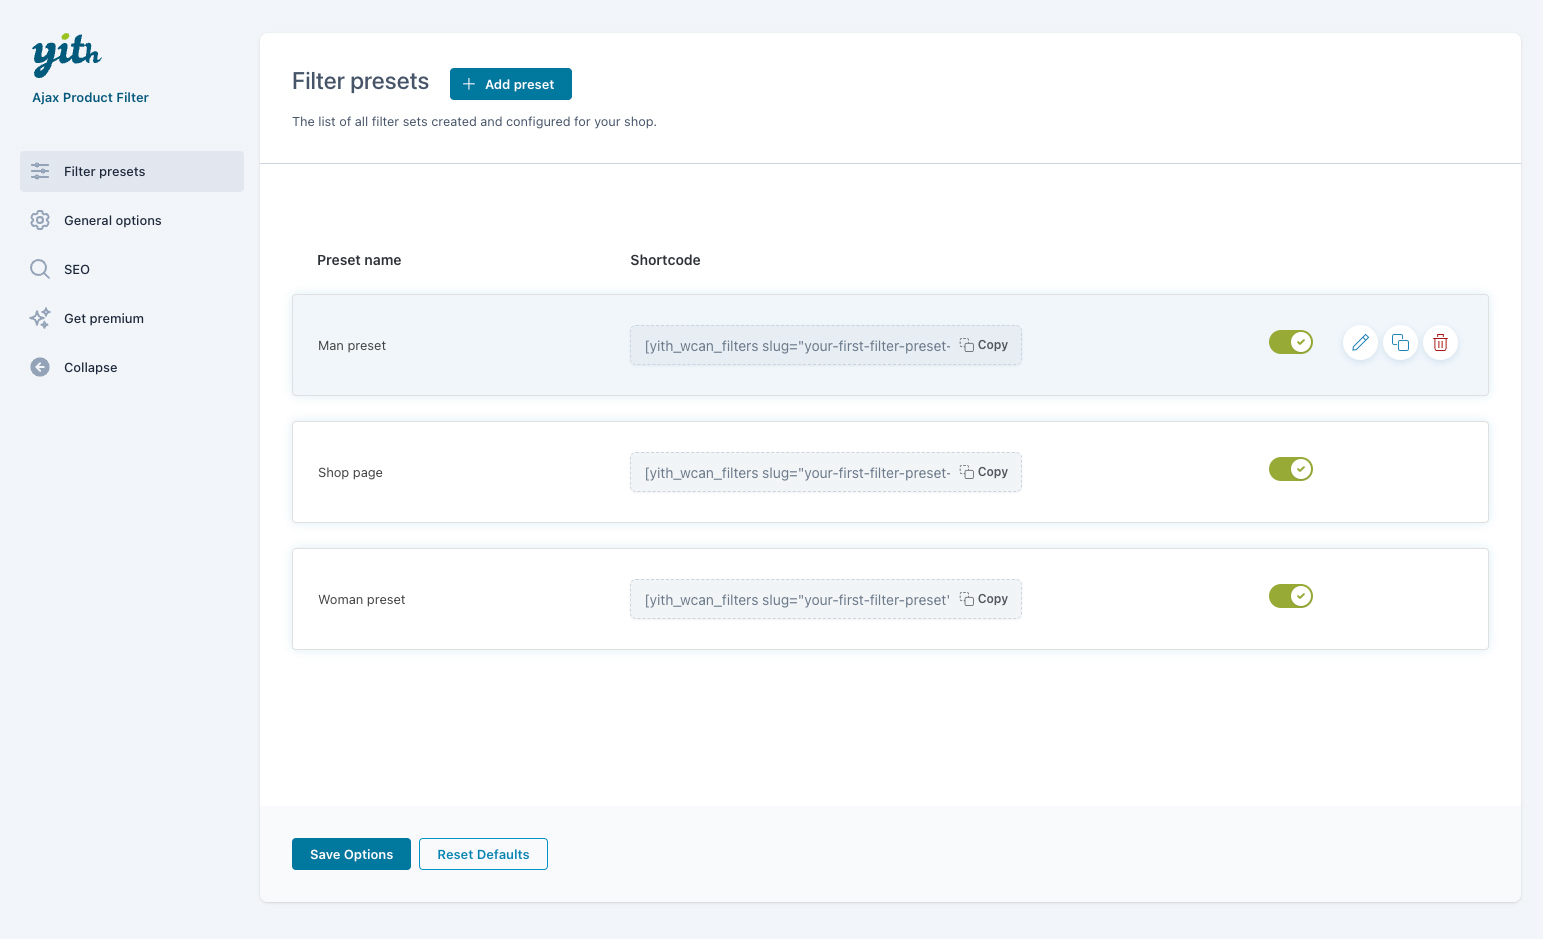 yith
Ajax Product Filter
Filter presets
General options
SEO
Get premium
Collapse
Filter presets
Add preset
The list of all filter sets created and configured for your shop.
Preset name Shortcode
Man preset [yith_wcan_filters slug="your-first-filter-preset- Copy
Shop page [yith_wcan_filters slug="your-first-filter-preset- Copy
Woman preset [yith_wcan_filters slug="your-first-filter-preset' Copy
Save Options Reset Defaults